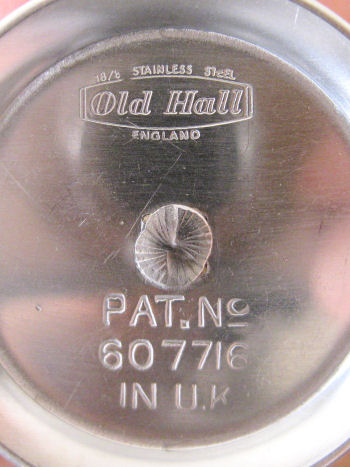 18/8 STAINLESS STEEL
Old Hall
ENGLAND
PAT. No
607716
IN U.K